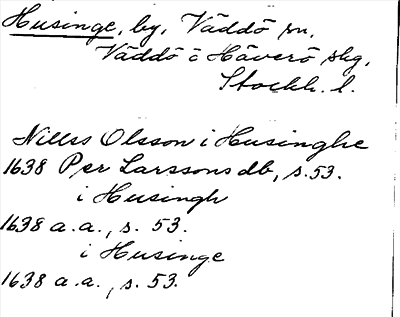 Husinge, by, Väddö sn,
Väddö o Häverö skg,
Stockh. l.
Nills Olsson i Husinghe
1638 Per Larssons db, s. 53.
i Husingh
1638 a.a., s. 53.
i Husinge
1638 a.a., s. 53.